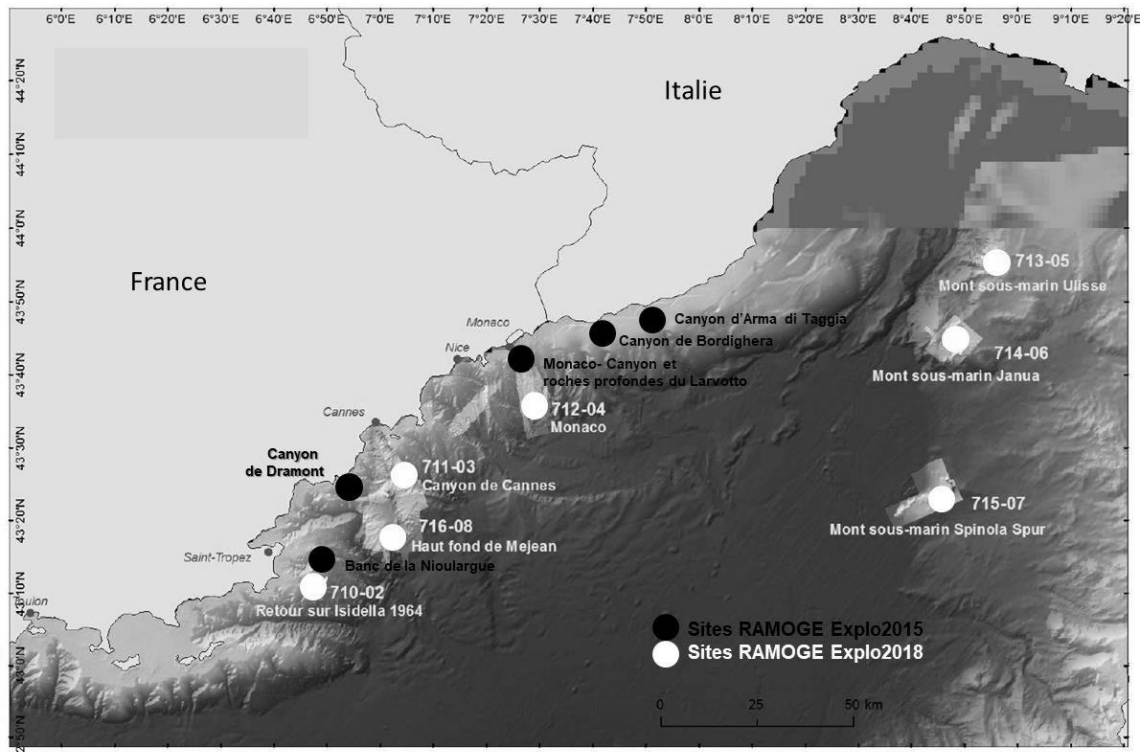 6°0'E 6°10'E 6°20'E 6°30'E 6°40'E 6°50'E 7°0'E 7°10'E 7°20'E 7°30'E 7°40'E 7°50'E 8°0'E 8°10'E 8°20'E 8°30'E 8°40'E 8°50'E 9°0'E 9°10'E 9°20'E
44°20'N
44°10'N
44°0'N
43°50'N
43°40'N
43°30'N
43°20'N
43°10'N
43°0'N
2°50'N
Italie
France
713-05
Mont sous-marin Ulisse
Canyon d'Arma di Taggia
Monaco
Canyon de Bordighera
714-06
Nice
Monaco- Canyon et
roches profondes du Larvotto
Mont sous-marin Janua
712-04
Monaco
Cannes
Canyon
de Dramont
711-03
Canyon de Cannes
715-07
Mont sous-marin Spinola Spur
716-08
Haut fond de Mejean
Saint-Tropez
Banc de la Nioulargue
710-02
Retour sur Isidella 1964
oulon
Sites RAMOGE Explo2015
Sites RAMOGE Explo2018
0 25 50 km